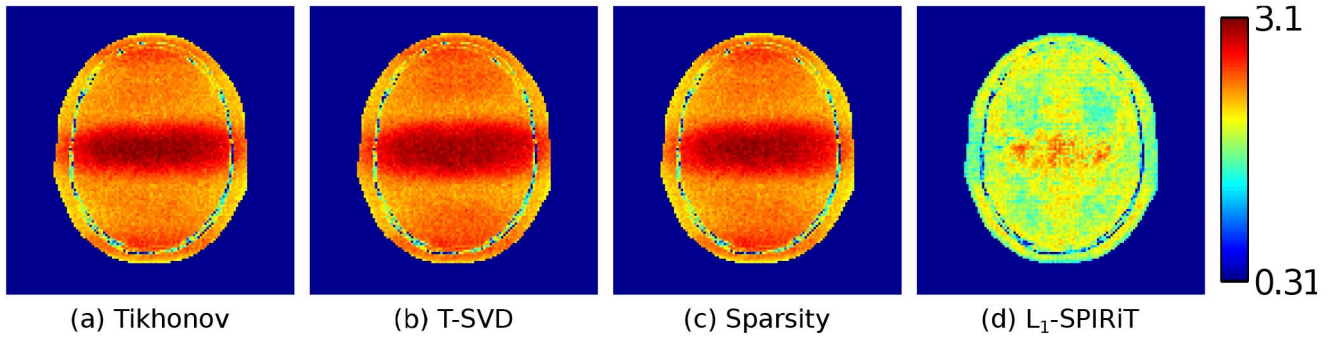 3.1
0.31
(a) Tikhonov
(b) T-SVD
(c) Sparsity
(d) L₁-SPIRiT